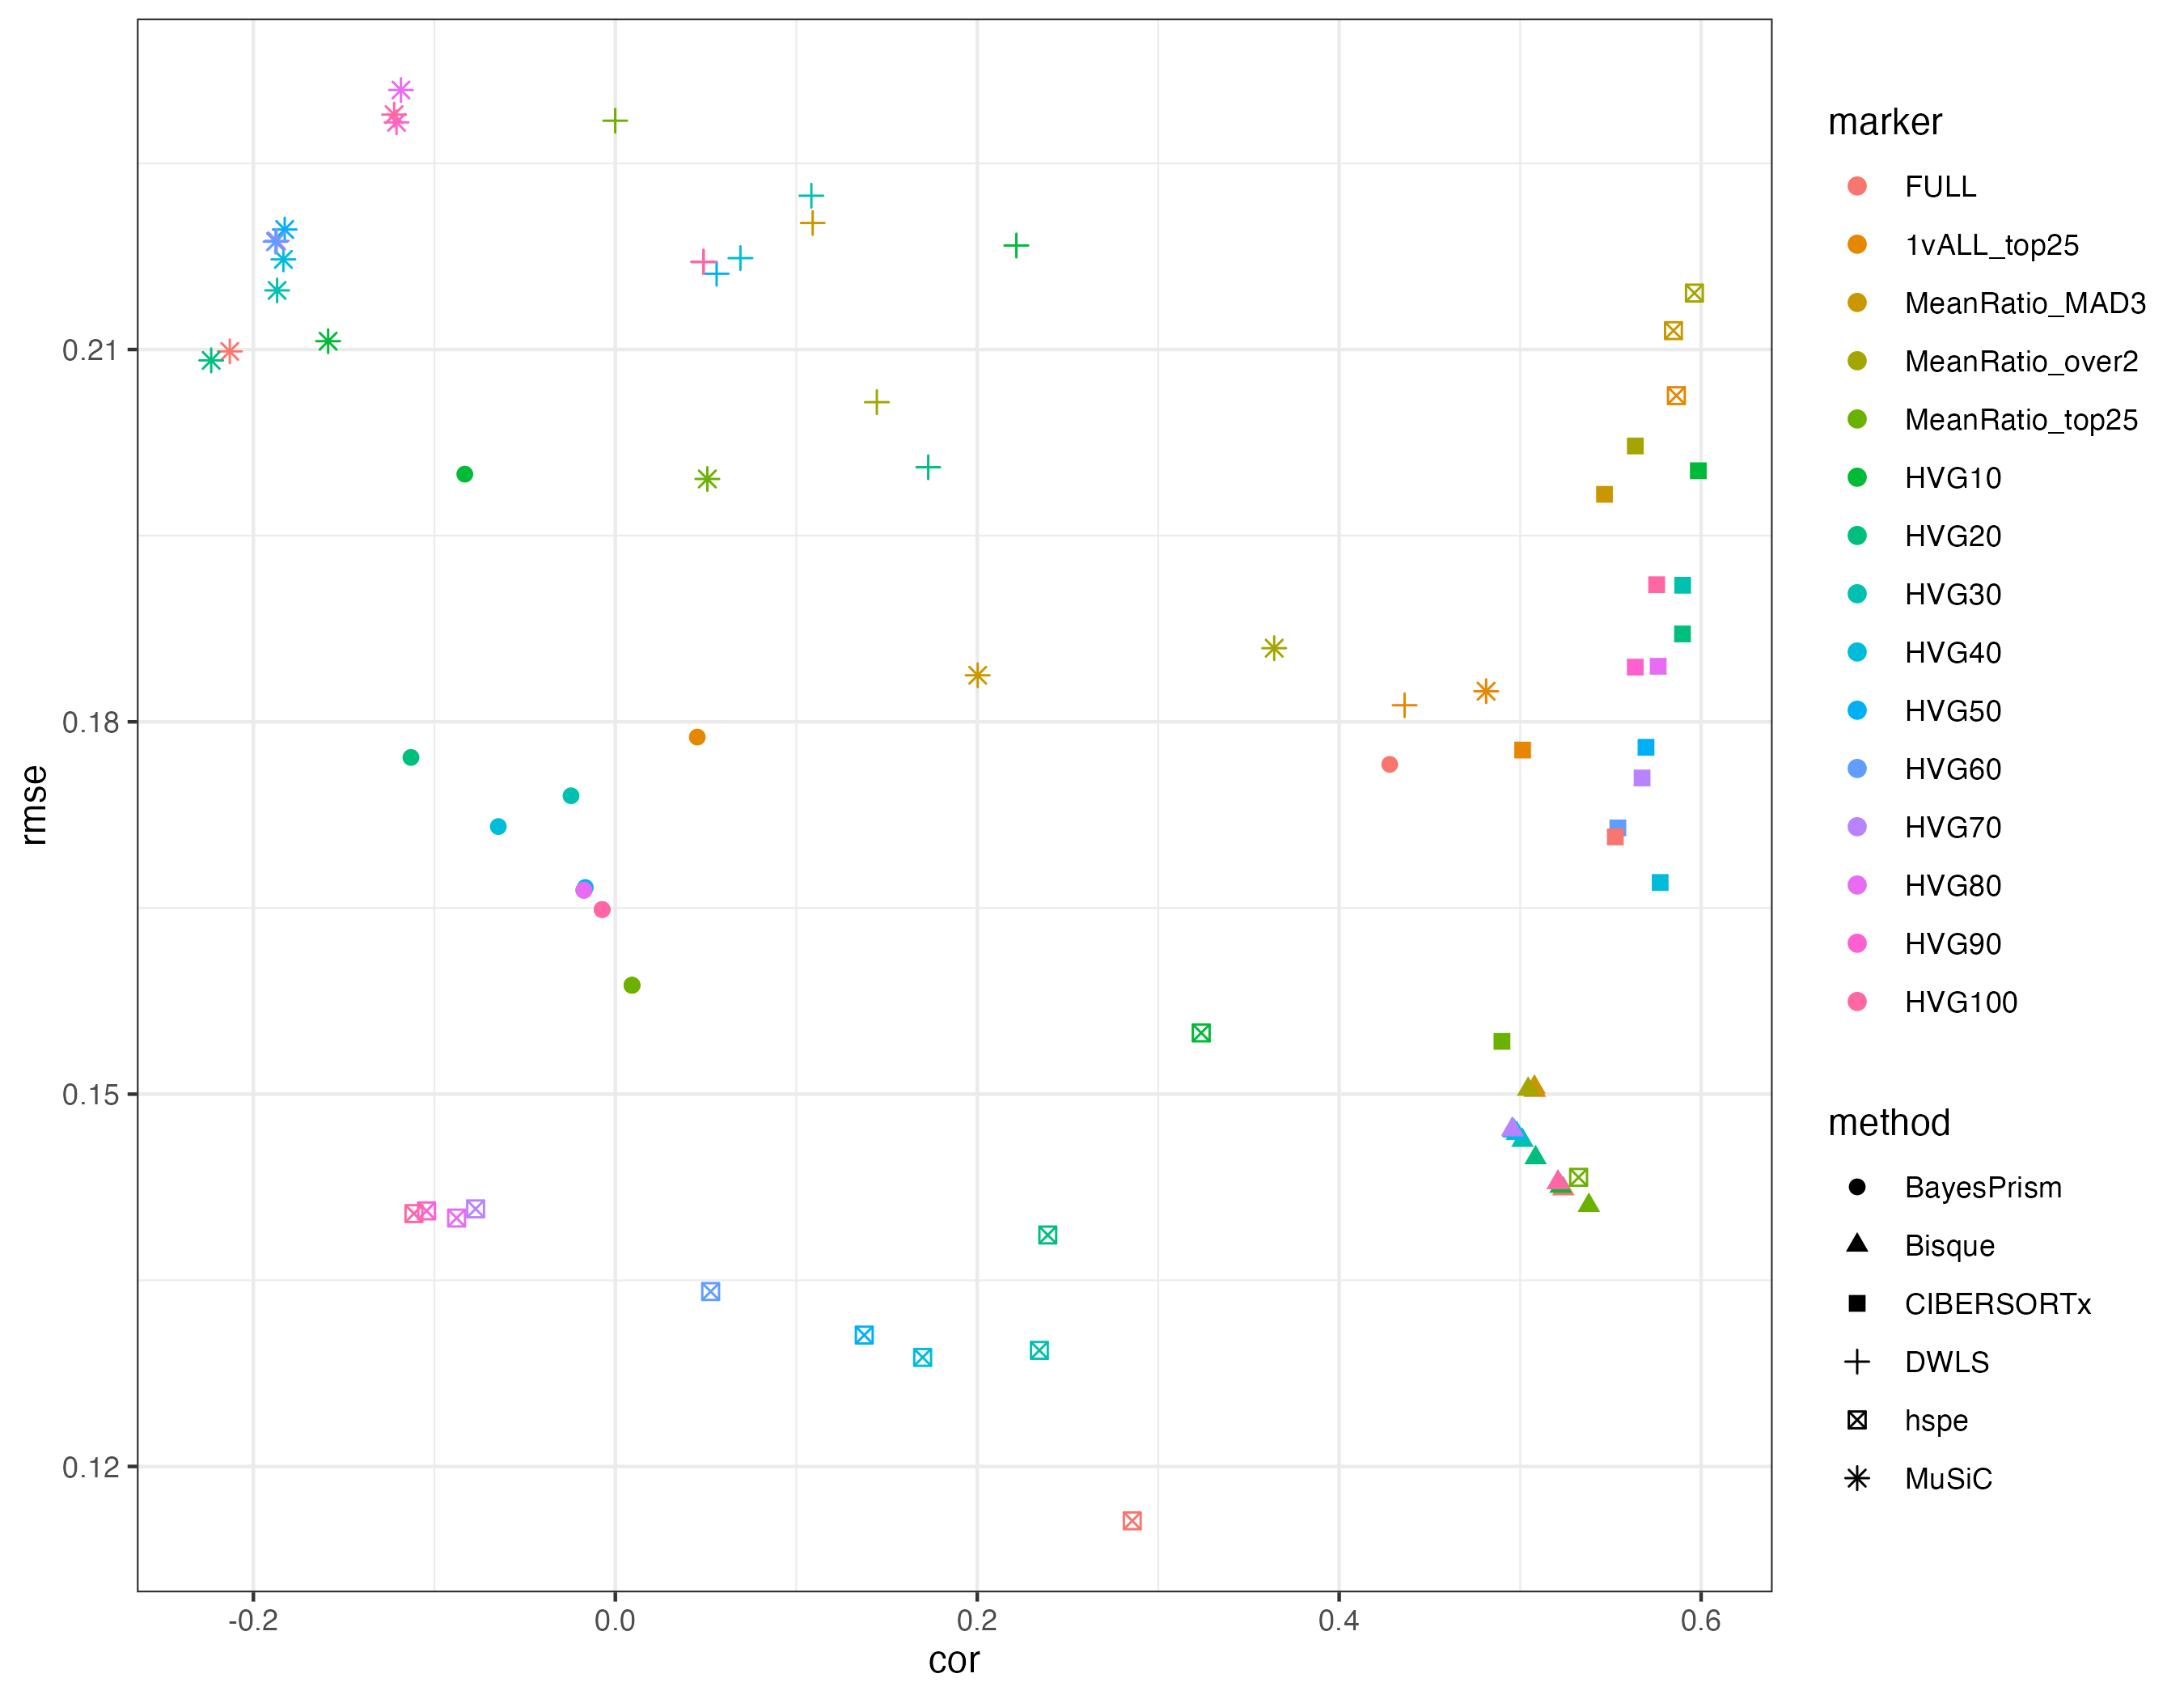 rmse
0.21
0.18
0.15
0.12
-0.2
0.0
0.2
0.4
0.6
cor
marker
FULL
1vALL_top25
MeanRatio_MAD3
MeanRatio_over2
MeanRatio_top25
HVG10
HVG20
HVG30
HVG40
HVG50
HVG60
HVG70
HVG80
HVG90
HVG100
method
BayesPrism
Bisque
CIBERSORTx
DWLS
hspe
MuSiC